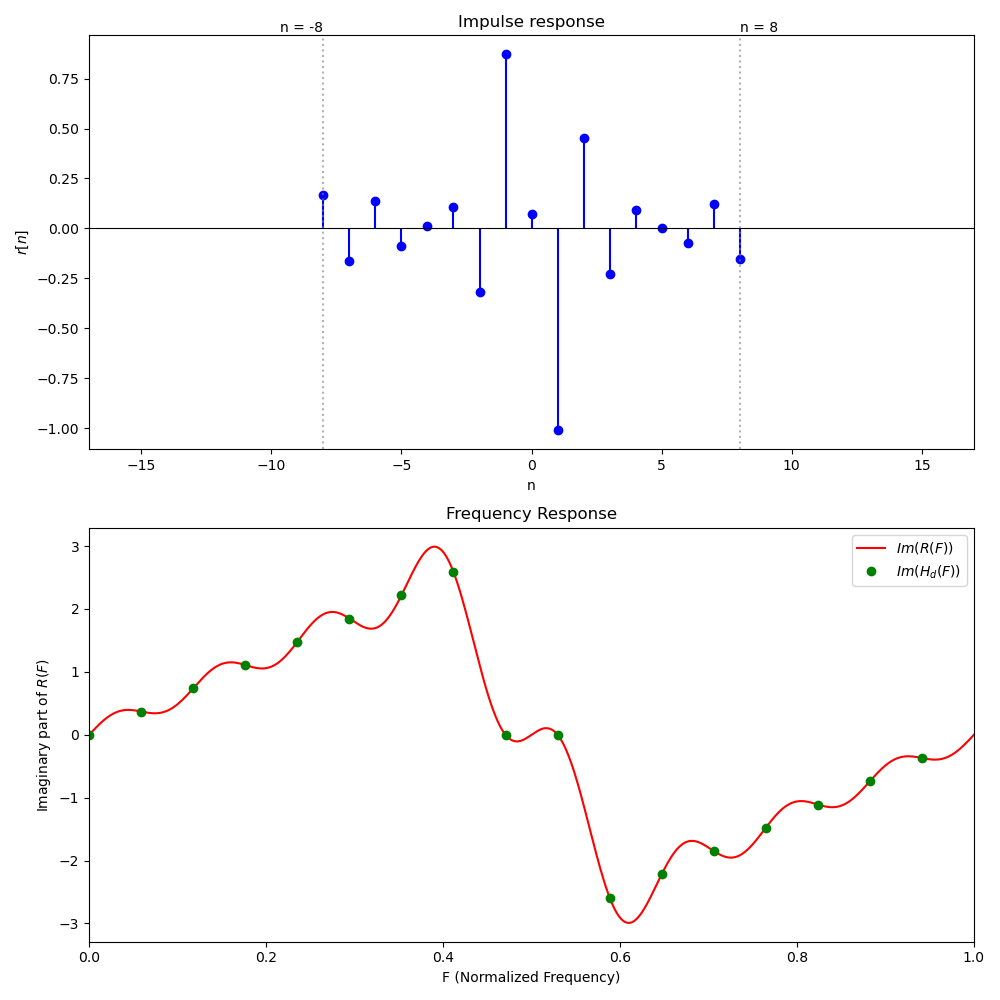 Impulse response
n = -8
n = 8
r[n]
0.75
0.50
0.25
0.00
−0.25
−0.50
−0.75
−1.00
−15
−10
−5
0
5
10
15
n
Frequency Response
Imaginary part of R(F)
3
2
1
0
−1
−2
−3
Im(R(F))
Im(H_d(F))
0.0
0.2
0.4
0.6
0.8
1.0
F (Normalized Frequency)